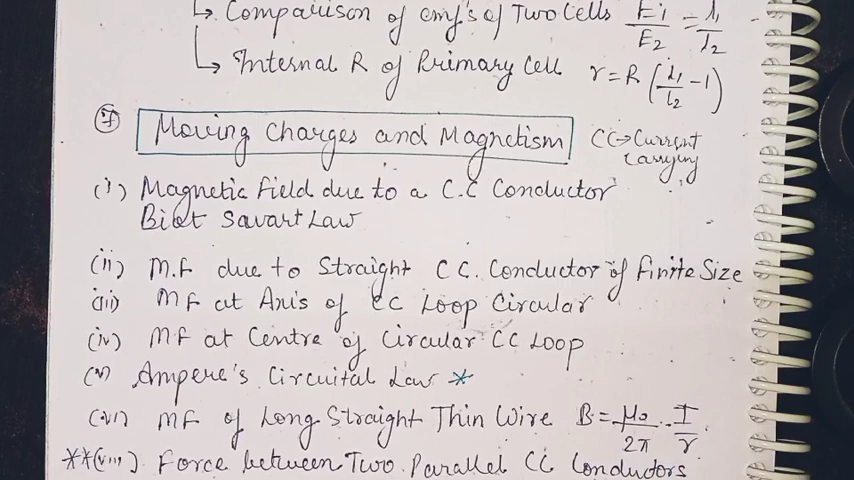 ↳ Comparison of emf's of Two Cells E1/E2 = l1/l2
↳ Internal R of Primary Cell r = R (l1/l2 - 1)
Moving Charges and Magnetism CC→Current
Carrying
(i) Magnetic field due to a C.C Conductor
Biot Savart Law
(ii) M.F due to Straight CC. Conductor of Finite Size
(iii) MF at Axis of CC Loop Circular
(iv) MF at Centre of Circular CC Loop
(v) Ampere's Circuital Law *
(vi) MF of Long Straight Thin Wire B = μ0/2π . I/r
**(viii). Force between Two Parallel CC Conductors